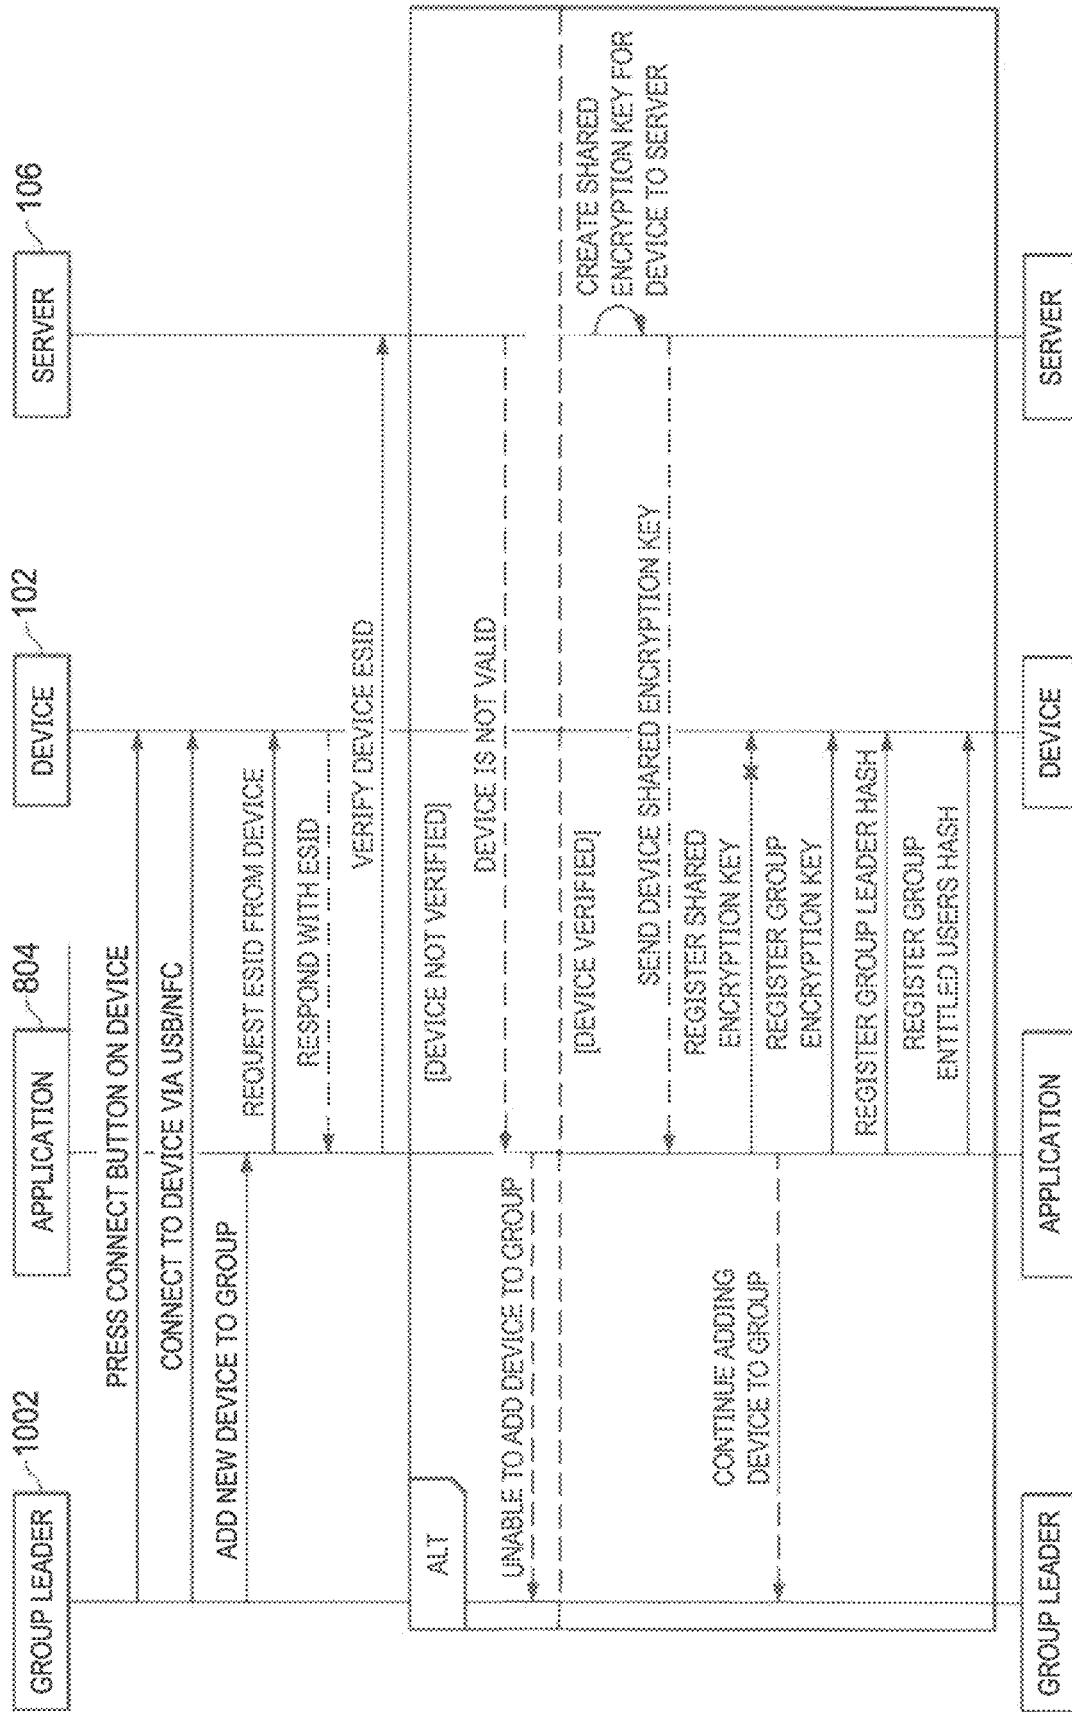 GROUP LEADER
1002
APPLICATION
804
DEVICE
102
SERVER
106
PRESS CONNECT BUTTON ON DEVICE
CONNECT TO DEVICE VIA USB/NFC
ADD NEW DEVICE TO GROUP
REQUEST ESID FROM DEVICE
RESPOND WITH ESID
VERIFY DEVICE ESID
ALT
[DEVICE NOT VERIFIED]
DEVICE IS NOT VALID
UNABLE TO ADD DEVICE TO GROUP
[DEVICE VERIFIED]
CREATE SHARED
ENCRYPTION KEY FOR
DEVICE TO SERVER
SEND DEVICE SHARED ENCRYPTION KEY
REGISTER SHARED
ENCRYPTION KEY
CONTINUE ADDING
DEVICE TO GROUP
REGISTER GROUP
ENCRYPTION KEY
REGISTER GROUP LEADER HASH
REGISTER GROUP
ENTITLED USERS HASH
GROUP LEADER
APPLICATION
DEVICE
SERVER